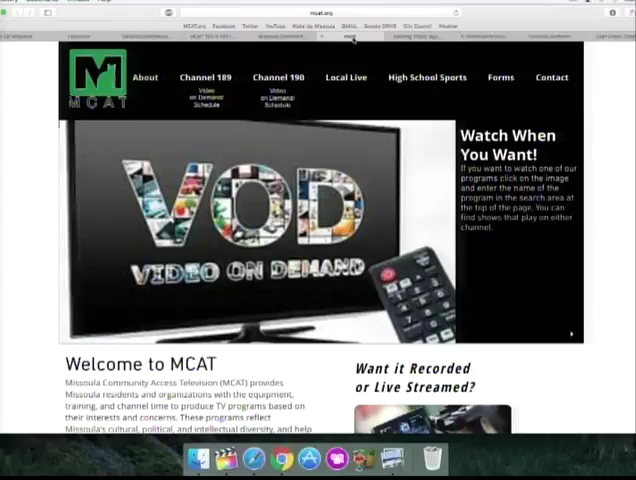 mcat.org
MCAT.org Facebook Twitter YouTube Wake Up Missoula GMAIL Google DRIVE City Council Weather
M
MCAT
About Channel 189 Channel 190 Local Live High School Sports Forms Contact
Video on Demand
Schedule
Video on Demand
Schedule
VOD
VIDEO ON DEMAND
Watch When
You Want!
If you want to watch one of our
programs click on the image
and enter the name of the
program in the search area at
the top of the page. You can
find shows that play on either
channel.
Welcome to MCAT
Missoula Community Access Television (MCAT) provides
Missoula residents and organizations with the equipment,
training, and channel time to produce TV programs based on
their interests and concerns. These programs reflect
Missoula's cultural, political, and intellectual diversity, and help
Want it Recorded
or Live Streamed?